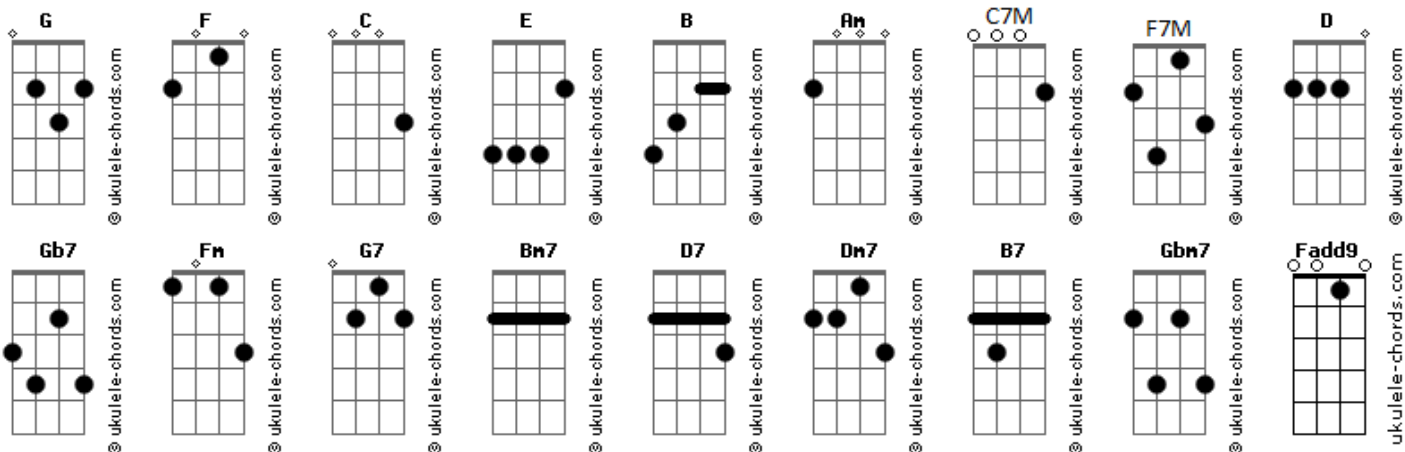 G F C E B Am C7M F7M D
© ukulele-chords.com © ukulele-chords.com © ukulele-chords.com © ukulele-chords.com © ukulele-chords.com © ukulele-chords.com © ukulele-chords.com © ukulele-chords.com © ukulele-chords.com
Gb7 Fm G7 Bm7 D7 Dm7 B7 Gbm7 Fadd9
© ukulele-chords.com © ukulele-chords.com © ukulele-chords.com © ukulele-chords.com © ukulele-chords.com © ukulele-chords.com © ukulele-chords.com © ukulele-chords.com ukulele-chords.com